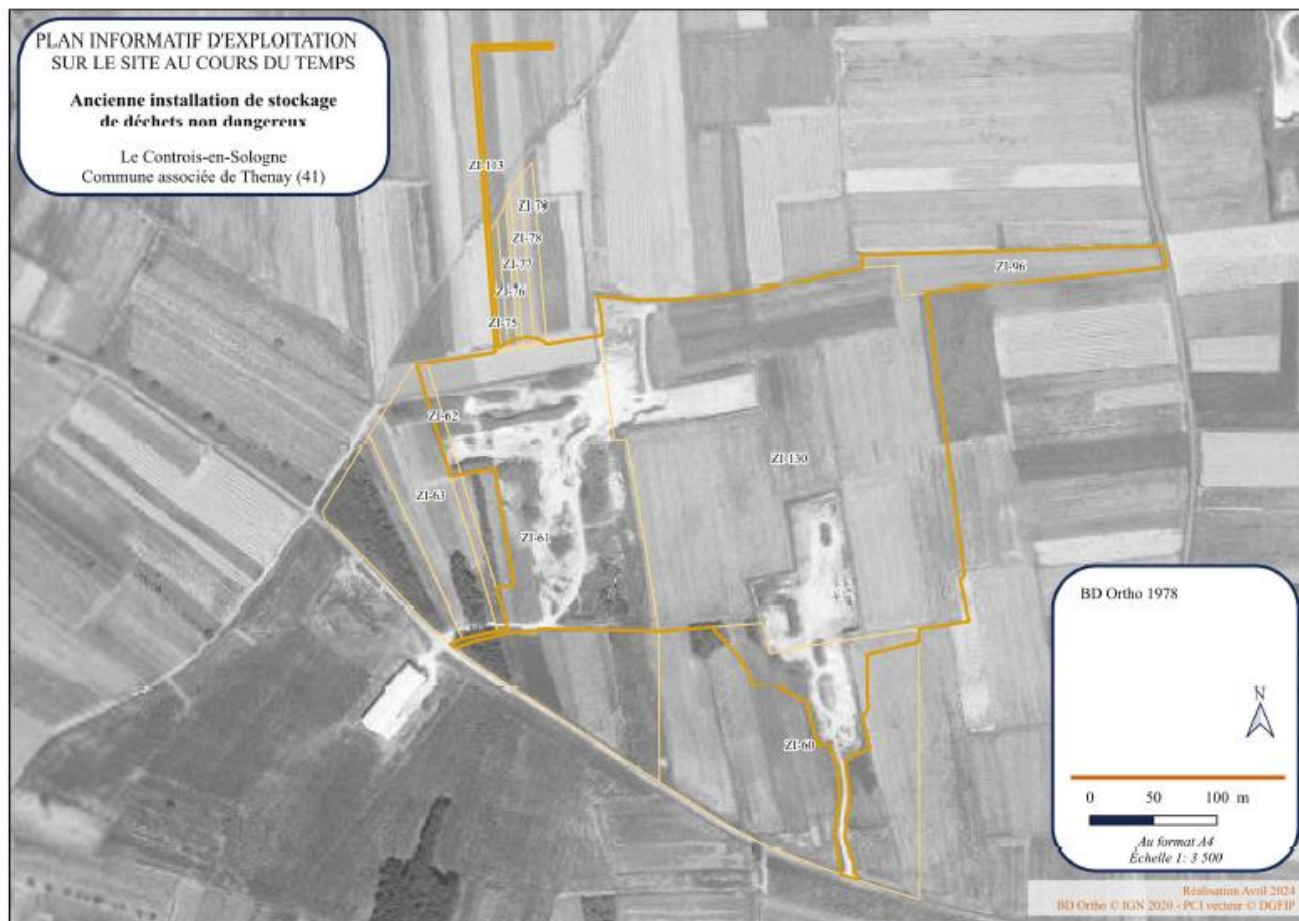 PLAN INFORMATIF D'EXPLOITATION
SUR LE SITE AU COURS DU TEMPS
Ancienne installation de stockage
de déchets non dangereux
Le Controis-en-Sologne
Commune associée de Thenay (41)
ZI-113
ZI-79
ZI-78
ZI-77
ZI-76
ZI-75
ZI-96
ZI-62
ZI-130
ZI-63
ZI-61
ZI-60
BD Ortho 1978
N
0 50 100 m
Au format A4
Échelle 1: 3 500
Réalisation Avril 2024
BD Ortho © IGN 2020 - PCI vecteur © DGFIP